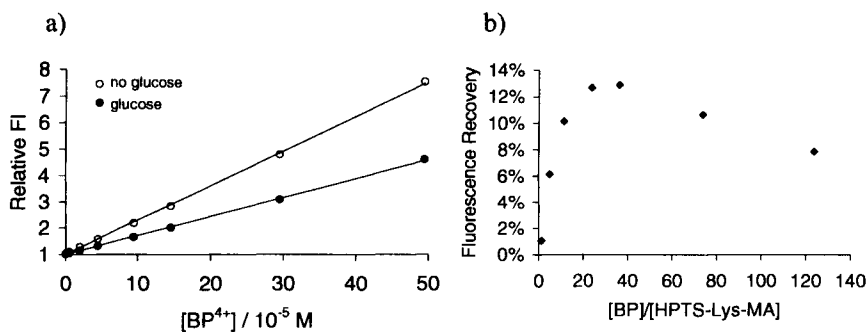 a)
8
7
6
5
4
3
2
1
Relative FI
no glucose
glucose
0 10 20 30 40 50
[BP⁴⁺] / 10⁻⁵ M
b)
14%
12%
10%
8%
6%
4%
2%
0%
Fluorescence Recovery
0 20 40 60 80 100 120 140
[BP]/[HPTS-Lys-MA]